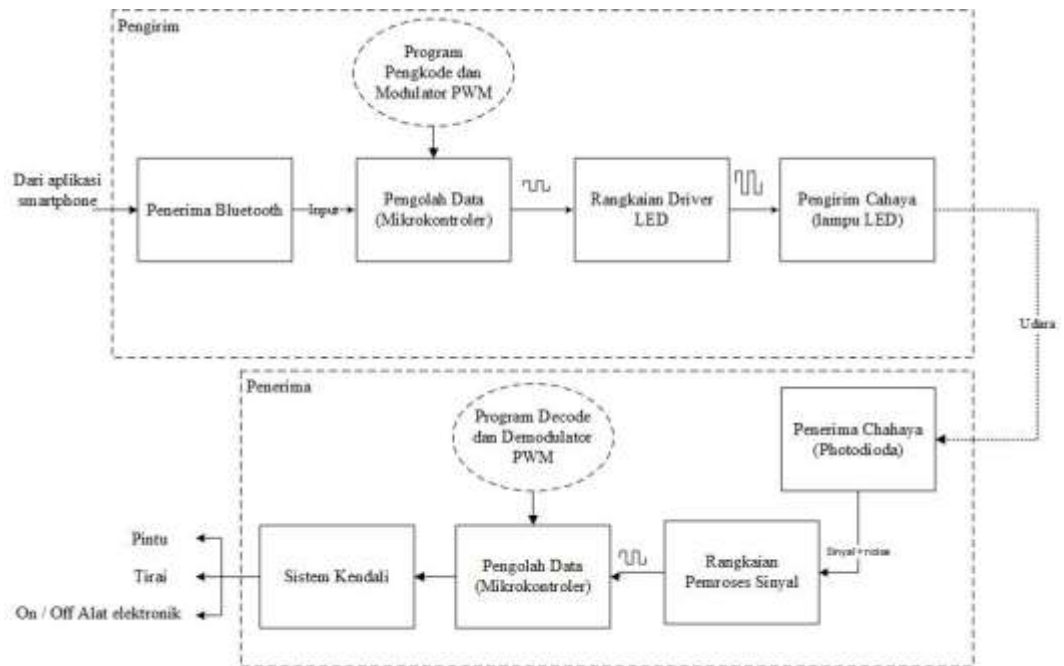 Pengirim
Program
Pengkode dan
Modulator PWM
Dari aplikasi
smartphone
Penerima Bluetooth
Input
Pengolah Data
(Mikrokontroler)
Rangkaian Driver
LED
Pengirim Cahaya
(lampu LED)
Udara
Penerima
Program Decode
dan Demodulator
PWM
Penerima Chahaya
(Photodioda)
Sinyal+noise
Rangkaian
Pemroses Sinyal
Pengolah Data
(Mikrokontroler)
Sistem Kendali
Pintu
Tirai
On / Off Alat elektronik